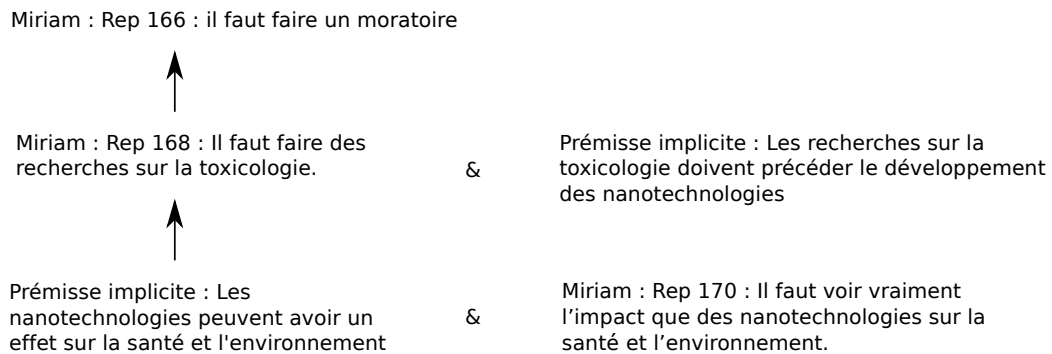 Miriam : Rep 166 : il faut faire un moratoire
Miriam : Rep 168 : Il faut faire des
recherches sur la toxicologie.
&
Prémisse implicite : Les recherches sur la
toxicologie doivent précéder le développement
des nanotechnologies
Prémisse implicite : Les
nanotechnologies peuvent avoir un
effet sur la santé et l'environnement
&
Miriam : Rep 170 : Il faut voir vraiment
l’impact que des nanotechnologies sur la
santé et l’environnement.